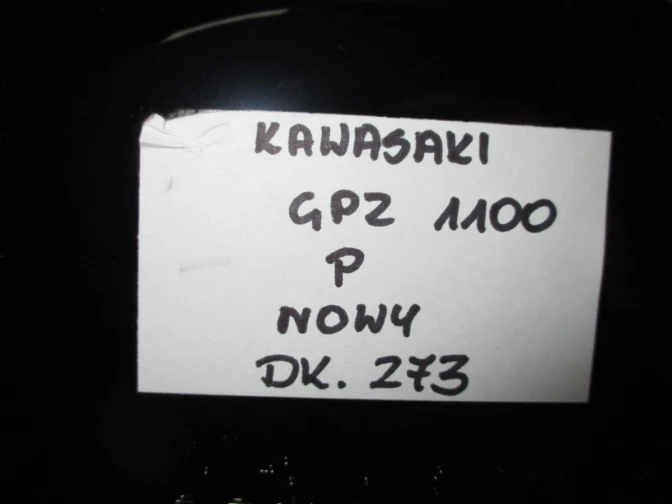 KAWASAKI
GPZ 1100
P
NOWY
DK. 273